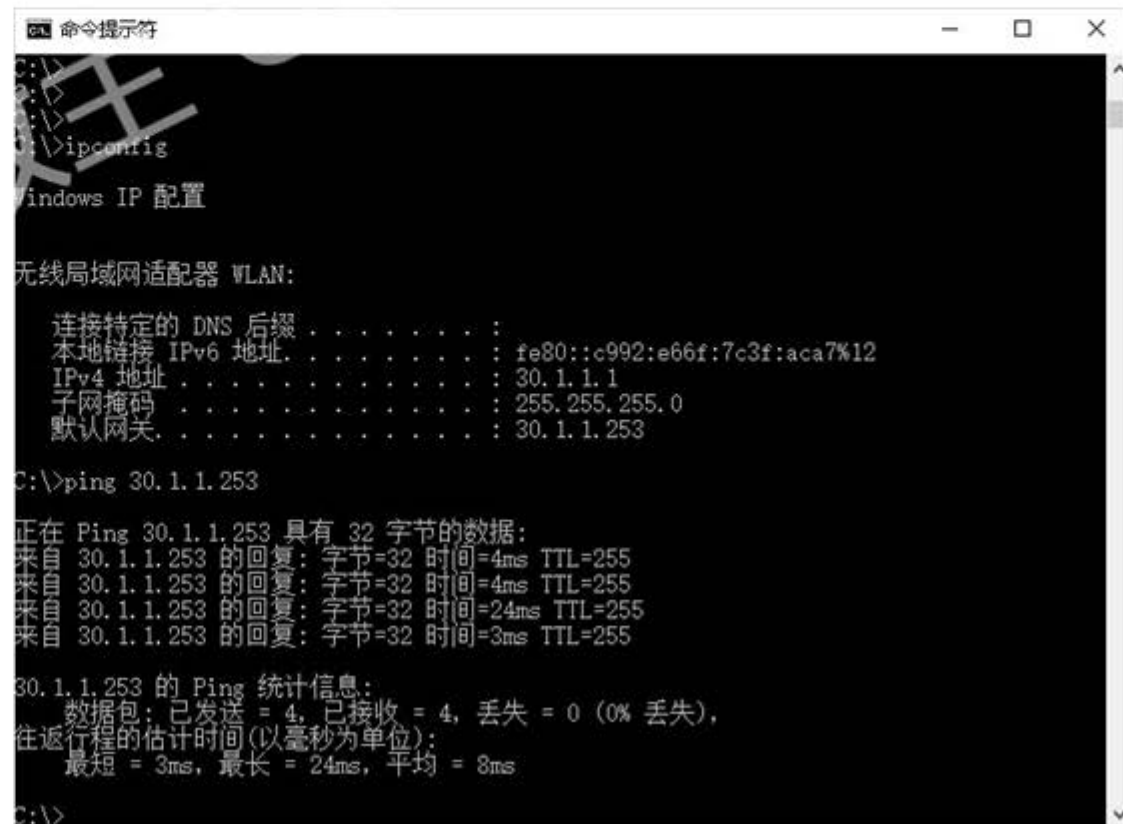 命令提示符
C:\>
C:\>
C:\>
C:\>ipconfig
Windows IP 配置
无线局域网适配器 WLAN:
连接特定的 DNS 后缀 . . . . . . . :
本地链接 IPv6 地址. . . . . . . . : fe80::c992:e66f:7c3f:aca7%12
IPv4 地址 . . . . . . . . . . . . : 30.1.1.1
子网掩码 . . . . . . . . . . . . : 255.255.255.0
默认网关. . . . . . . . . . . . . : 30.1.1.253
C:\>ping 30.1.1.253
正在 Ping 30.1.1.253 具有 32 字节的数据:
来自 30.1.1.253 的回复: 字节=32 时间=4ms TTL=255
来自 30.1.1.253 的回复: 字节=32 时间=4ms TTL=255
来自 30.1.1.253 的回复: 字节=32 时间=24ms TTL=255
来自 30.1.1.253 的回复: 字节=32 时间=3ms TTL=255
30.1.1.253 的 Ping 统计信息:
数据包: 已发送 = 4, 已接收 = 4, 丢失 = 0 (0% 丢失),
往返行程的估计时间(以毫秒为单位):
最短 = 3ms, 最长 = 24ms, 平均 = 8ms
C:\>